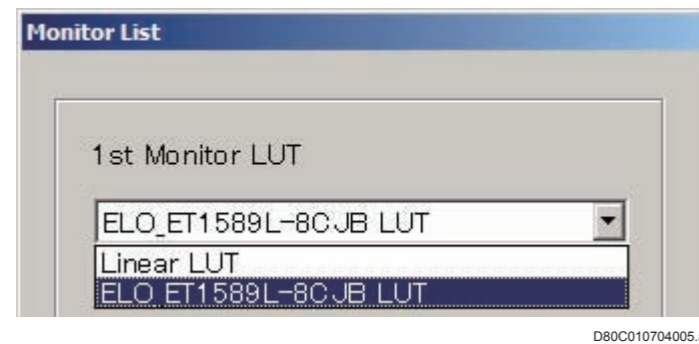 Monitor List
1st Monitor LUT
ELO_ET1589L-8CJB LUT
Linear LUT
ELO_ET1589L-8CJB LUT
D80C010704005.